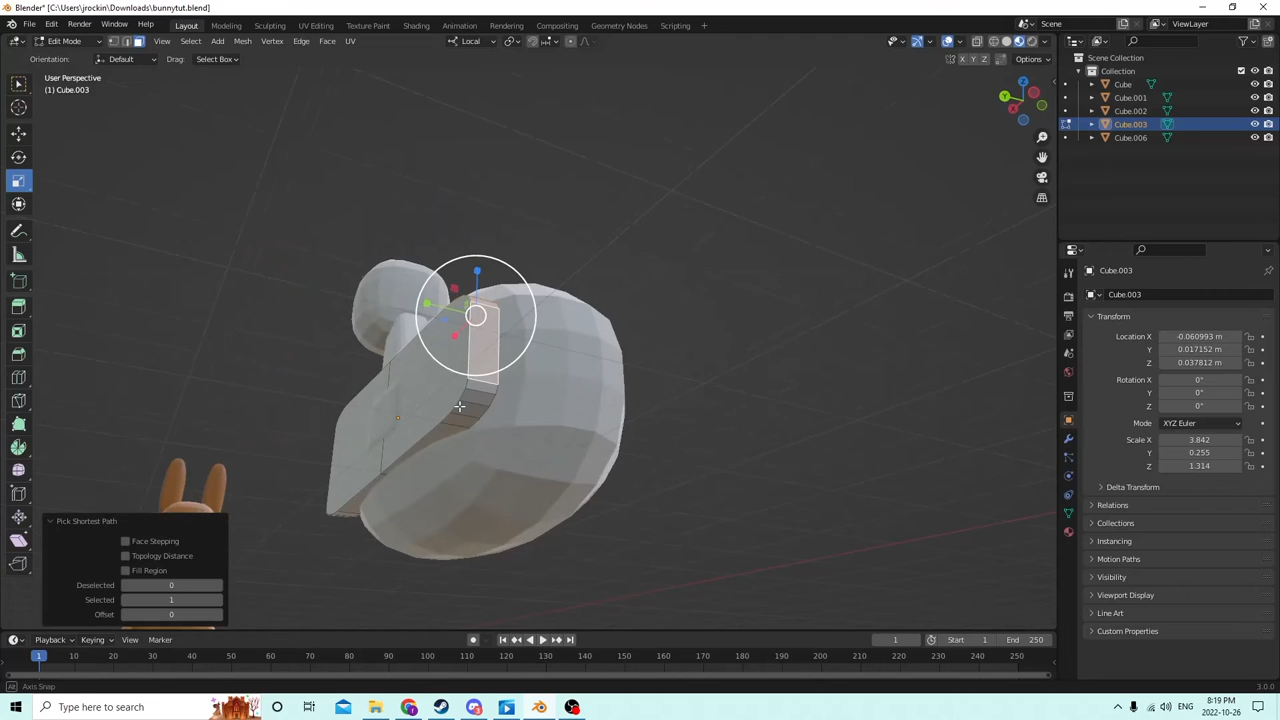 Blender* [C:\Users\jrockin\Downloads\bunnytut.blend]
File Edit Render Window Help Layout Modeling Sculpting UV Editing Texture Paint Shading Animation Rendering Compositing Geometry Nodes Scripting Scene ViewLayer
Edit Mode View Select Add Mesh Vertex Edge Face UV Local
Orientation: Default Drag: Select Box X Y Z Options
User Perspective
(1) Cube.003
Scene Collection
Collection
Cube
Cube.001
Cube.002
Cube.003
Cube.006
Z
Y
X
Cube.003
Cube.003
Transform
Location X -0.060993 m
Y 0.017152 m
Z 0.037812 m
Rotation X 0°
Y 0°
Z 0°
Mode XYZ Euler
Scale X 3.842
Y 0.255
Z 1.314
Delta Transform
Relations
Collections
Instancing
Motion Paths
Visibility
Viewport Display
Line Art
Custom Properties
Pick Shortest Path
Face Stepping
Topology Distance
Fill Region
Deselected 0
Selected 1
Offset 0
Playback Keying View Marker 1 Start 1 End 250
1 10 20 30 40 50 60 70 80 90 100 110 120 130 140 150 160 170 180 190 200 210 220 230 240 250
Axis Snap 3.0.0
Type here to search
8:19 PM
2022-10-26